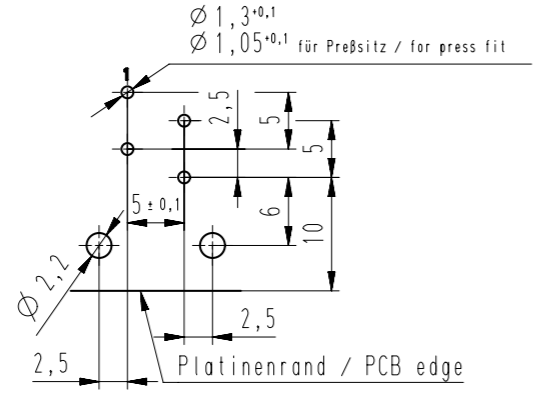 Ø 1,3+0,1
Ø 1,05+0,1 für Preßsitz / for press fit
1
2,5
5
5
5 ± 0,1
6
10
Ø 2,2
2,5
2,5
Platinenrand / PCB edge